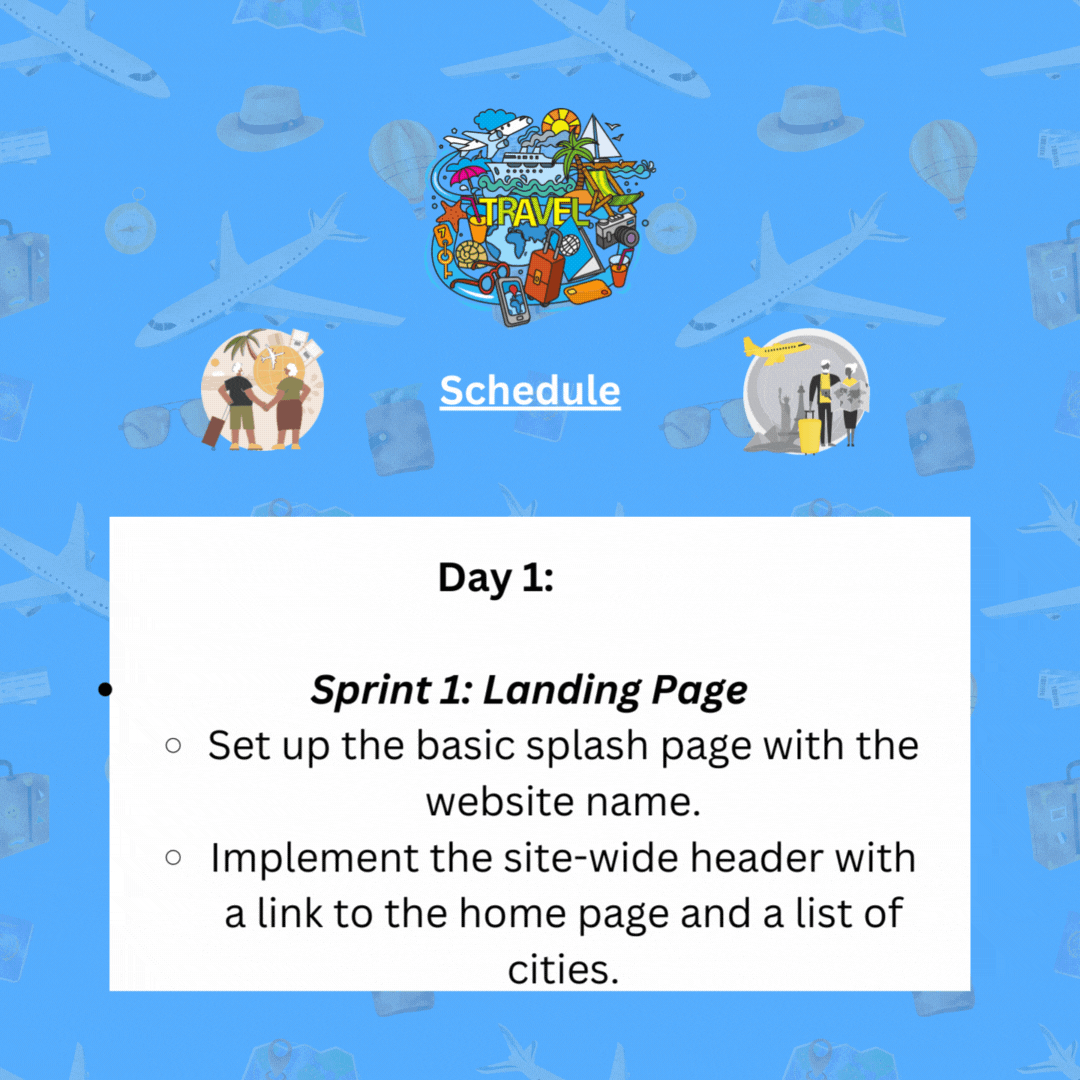 TRAVEL
Schedule
Day 1:
Sprint 1: Landing Page
Set up the basic splash page with the
website name.
Implement the site-wide header with
a link to the home page and a list of
cities.